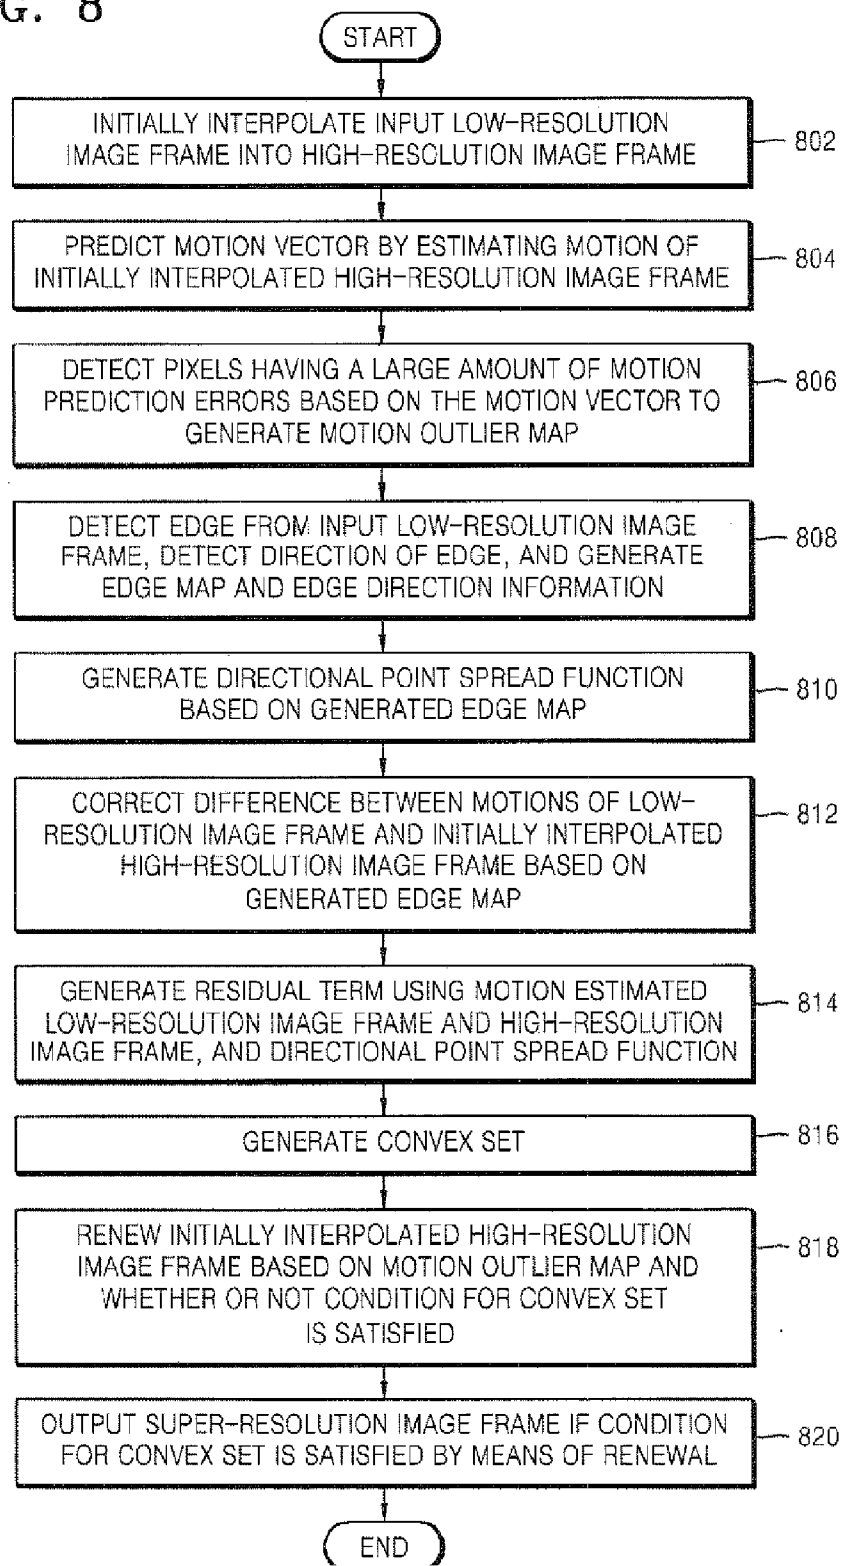 G. 8
START
INITIALLY INTERPOLATE INPUT LOW-RESOLUTION
IMAGE FRAME INTO HIGH-RESOLUTION IMAGE FRAME
802
PREDICT MOTION VECTOR BY ESTIMATING MOTION OF
INITIALLY INTERPOLATED HIGH-RESOLUTION IMAGE FRAME
804
DETECT PIXELS HAVING A LARGE AMOUNT OF MOTION
PREDICTION ERRORS BASED ON THE MOTION VECTOR TO
GENERATE MOTION OUTLIER MAP
806
DETECT EDGE FROM INPUT LOW-RESOLUTION IMAGE
FRAME, DETECT DIRECTION OF EDGE, AND GENERATE
EDGE MAP AND EDGE DIRECTION INFORMATION
808
GENERATE DIRECTIONAL POINT SPREAD FUNCTION
BASED ON GENERATED EDGE MAP
810
CORRECT DIFFERENCE BETWEEN MOTIONS OF LOW-
RESOLUTION IMAGE FRAME AND INITIALLY INTERPOLATED
HIGH-RESOLUTION IMAGE FRAME BASED ON
GENERATED EDGE MAP
812
GENERATE RESIDUAL TERM USING MOTION ESTIMATED
LOW-RESOLUTION IMAGE FRAME AND HIGH-RESOLUTION
IMAGE FRAME, AND DIRECTIONAL POINT SPREAD FUNCTION
814
GENERATE CONVEX SET
816
RENEW INITIALLY INTERPOLATED HIGH-RESOLUTION
IMAGE FRAME BASED ON MOTION OUTLIER MAP AND
WHETHER OR NOT CONDITION FOR CONVEX SET
IS SATISFIED
818
OUTPUT SUPER-RESOLUTION IMAGE FRAME IF CONDITION
FOR CONVEX SET IS SATISFIED BY MEANS OF RENEWAL
820
END